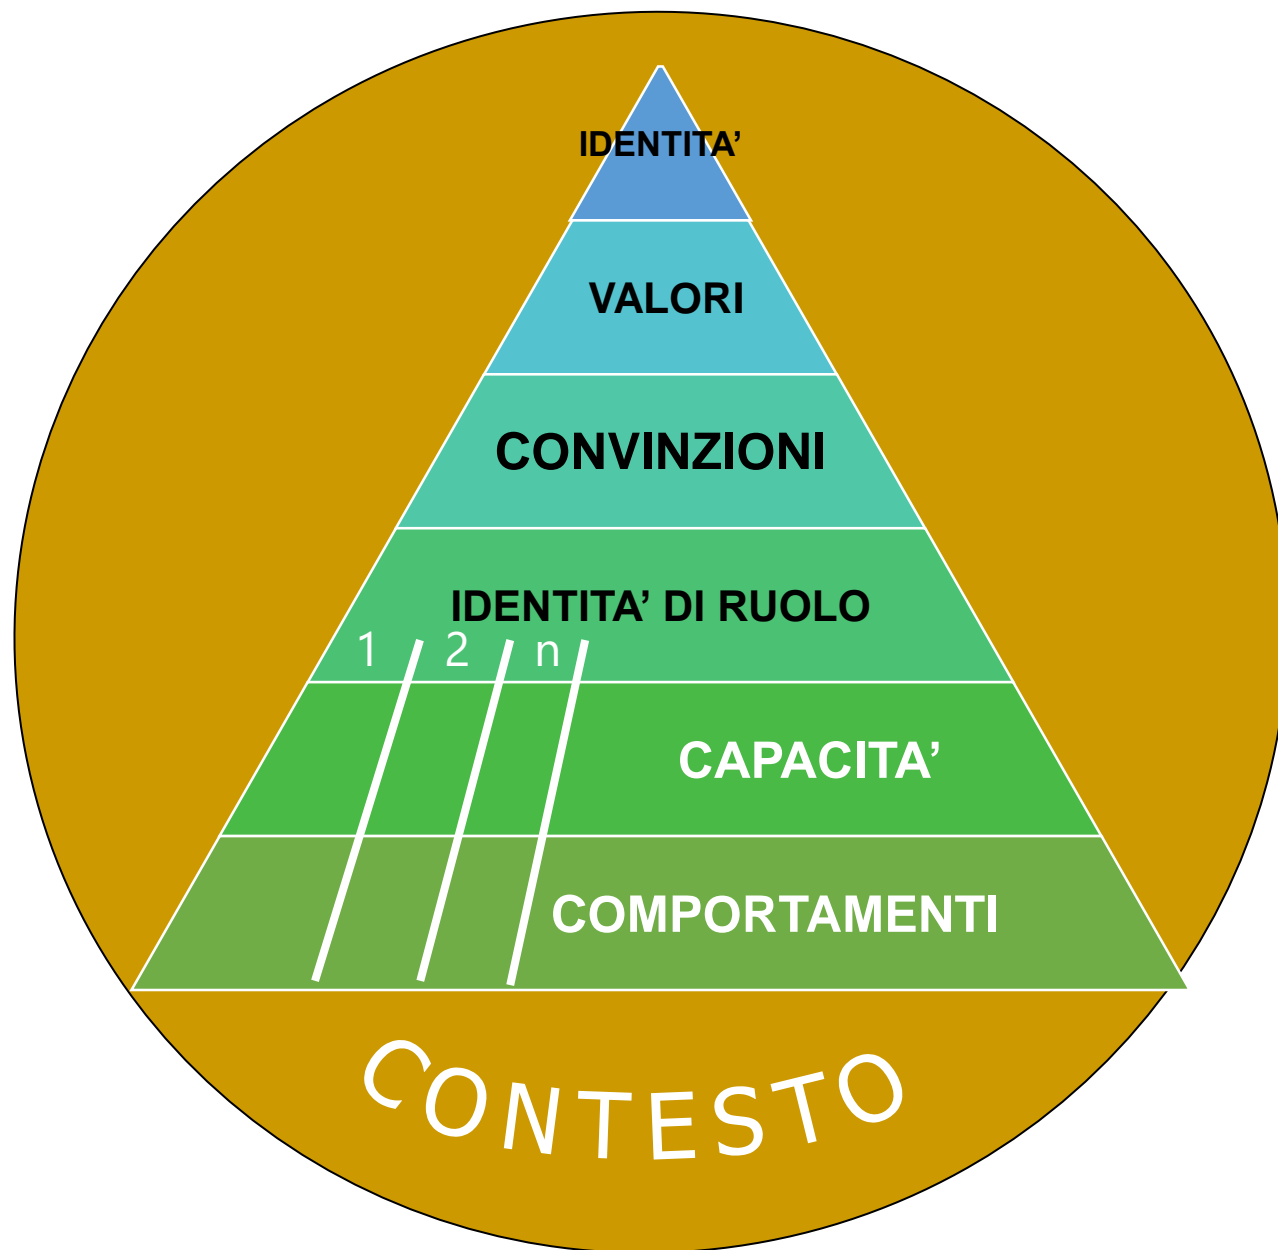 IDENTITA’
VALORI
CONVINZIONI
IDENTITA’ DI RUOLO
1 2 n
CAPACITA’
COMPORTAMENTI
CONTESTO